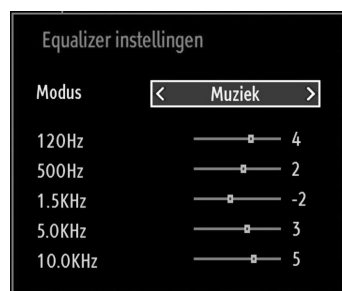 Equalizer instellingen
Modus < Muziek >
120Hz 4
500Hz 2
1.5KHz -2
5.0KHz 3
10.0KHz 5